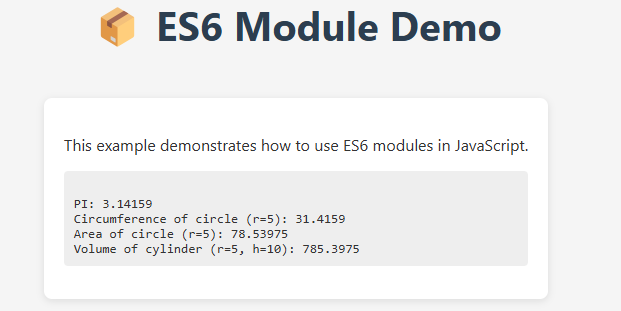 ES6 Module Demo
This example demonstrates how to use ES6 modules in JavaScript.
PI: 3.14159
Circumference of circle (r=5): 31.4159
Area of circle (r=5): 78.53975
Volume of cylinder (r=5, h=10): 785.3975